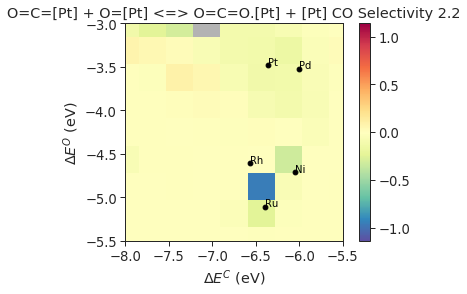 O=C=[Pt] + O=[Pt] <=> O=C=O.[Pt] + [Pt] CO Selectivity 2.2
−3.0
−3.5
−4.0
−4.5
−5.0
−5.5
ΔE^O (eV)
Pt
Pd
Rh
Ni
Ru
−8.0 −7.5 −7.0 −6.5 −6.0 −5.5
ΔE^C (eV)
1.0
0.5
0.0
−0.5
−1.0